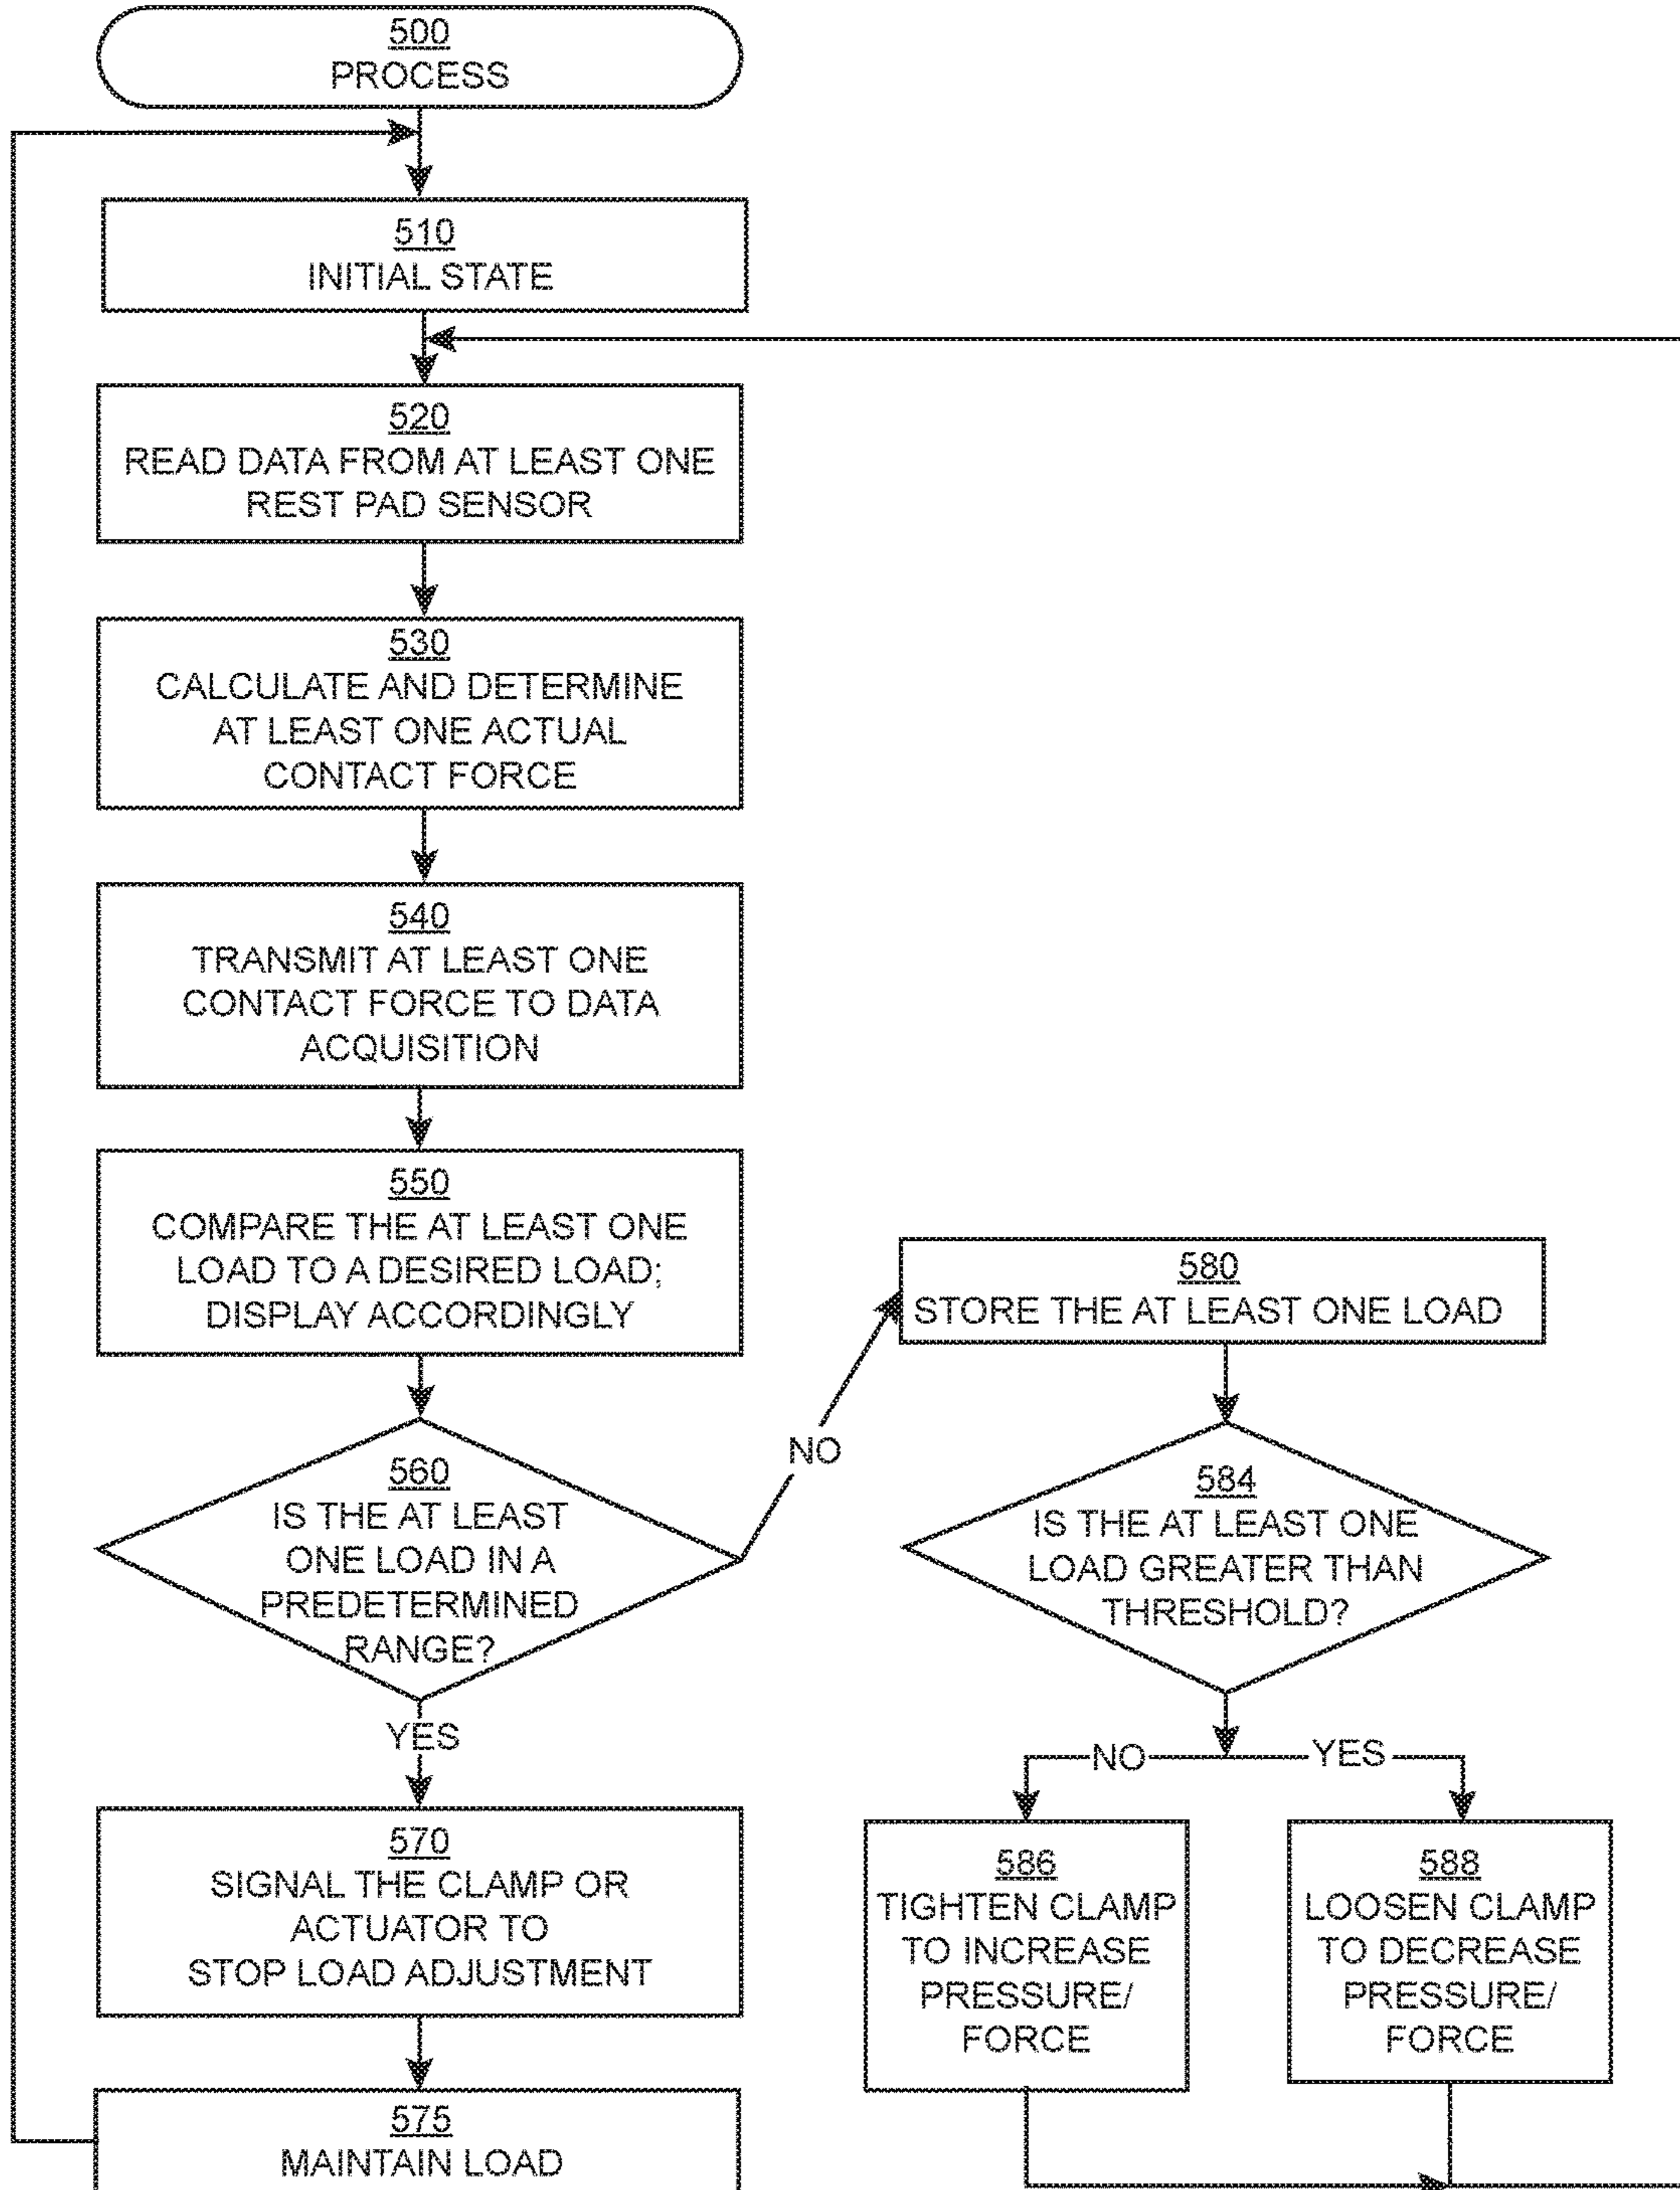 500
PROCESS
510
INITIAL STATE
520
READ DATA FROM AT LEAST ONE
REST PAD SENSOR
530
CALCULATE AND DETERMINE
AT LEAST ONE ACTUAL
CONTACT FORCE
540
TRANSMIT AT LEAST ONE
CONTACT FORCE TO DATA
ACQUISITION
550
COMPARE THE AT LEAST ONE
LOAD TO A DESIRED LOAD;
DISPLAY ACCORDINGLY
560
IS THE AT LEAST
ONE LOAD IN A
PREDETERMINED
RANGE?
YES
570
SIGNAL THE CLAMP OR
ACTUATOR TO
STOP LOAD ADJUSTMENT
575
MAINTAIN LOAD
NO
580
STORE THE AT LEAST ONE LOAD
584
IS THE AT LEAST ONE
LOAD GREATER THAN
THRESHOLD?
NO
YES
586
TIGHTEN CLAMP
TO INCREASE
PRESSURE/
FORCE
588
LOOSEN CLAMP
TO DECREASE
PRESSURE/
FORCE